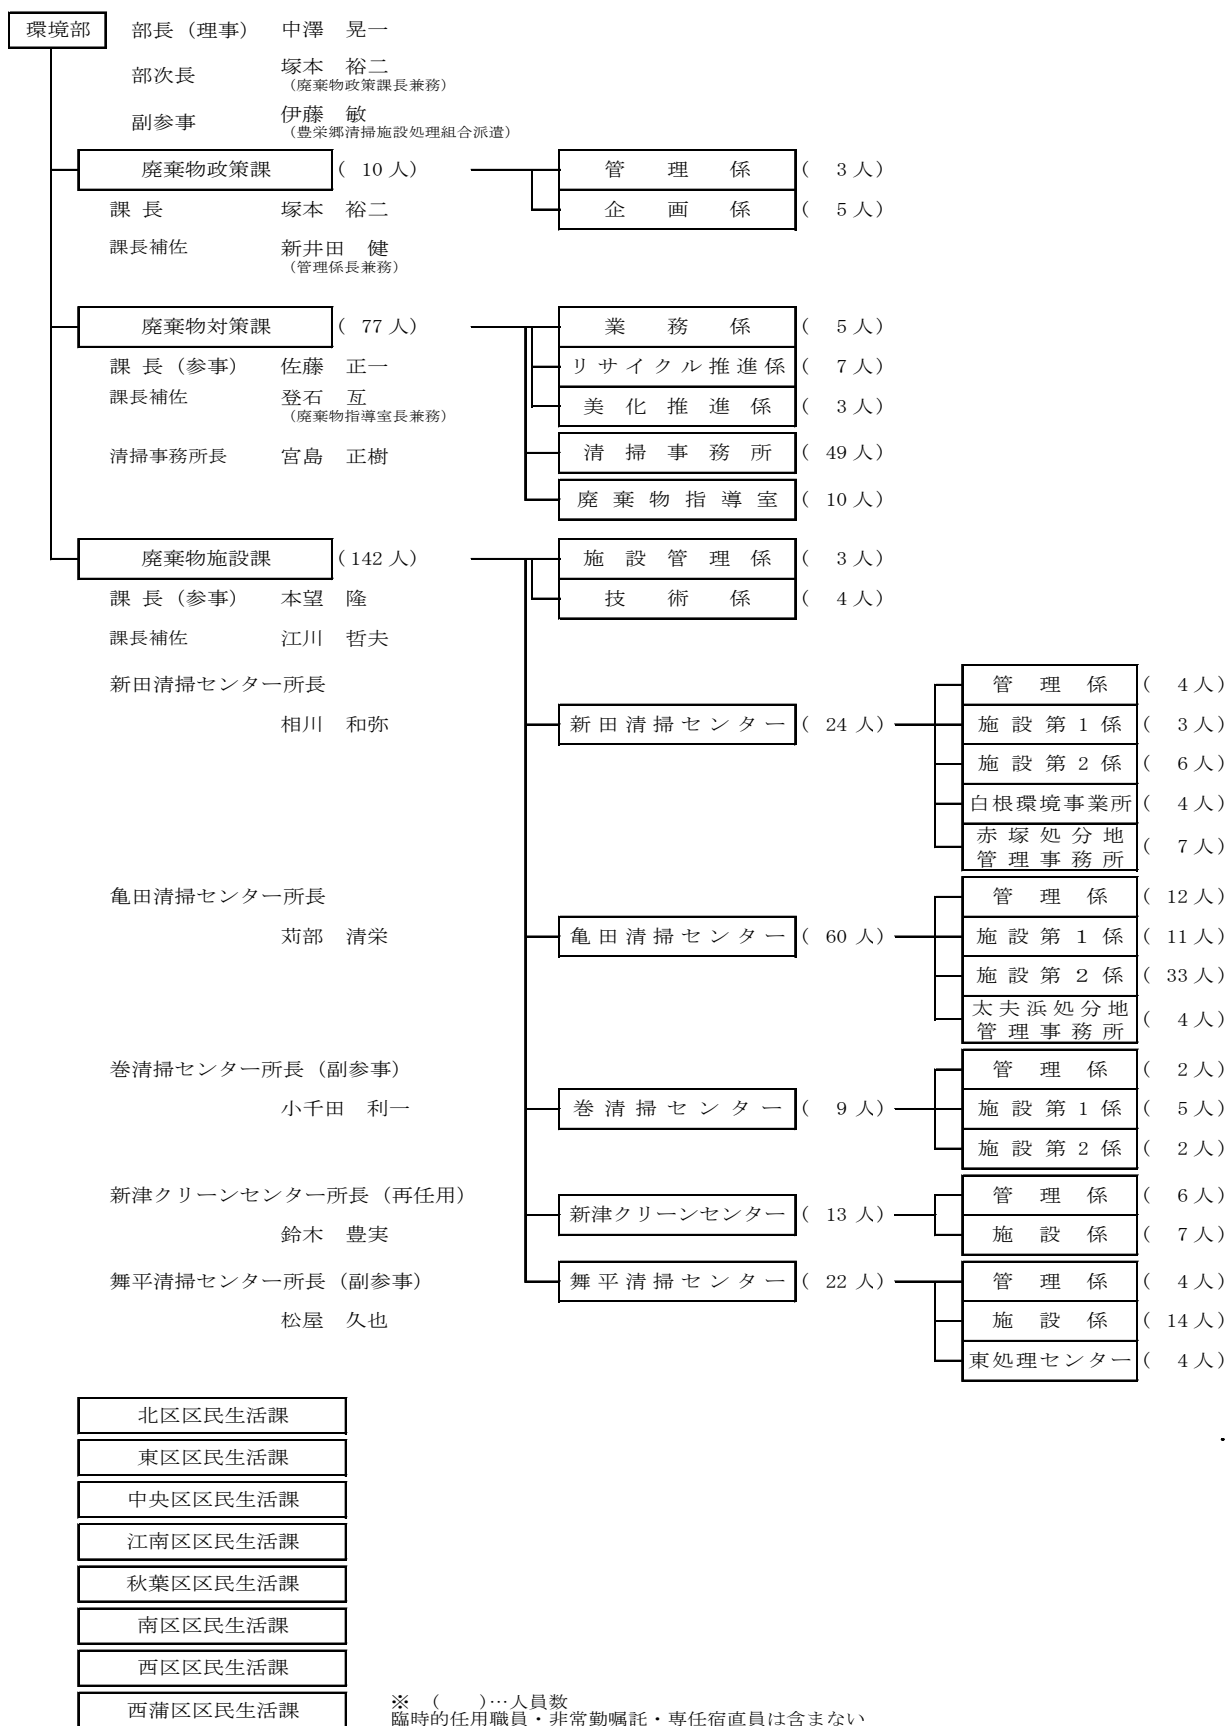 環境部 部長（理事） 中澤 晃一
部次長 塚本 裕二
（廃棄物政策課長兼務）
副参事 伊藤 敏
（豊栄郷清掃施設処理組合派遣）
廃棄物政策課 ( 10 人) 管理係 ( 3 人)
課 長 塚本 裕二 企画係 ( 5 人)
課長補佐 新井田 健
（管理係長兼務）
廃棄物対策課 ( 77 人) 業務係 ( 5 人)
課 長（参事） 佐藤 正一 リサイクル推進係 ( 7 人)
課長補佐 登石 亙 美化推進係 ( 3 人)
（廃棄物指導室長兼務）
清掃事務所長 宮島 正樹 清掃事務所 ( 49 人)
廃棄物指導室 ( 10 人)
廃棄物施設課 ( 142 人) 施設管理係 ( 3 人)
課 長（参事） 本望 隆 技術係 ( 4 人)
課長補佐 江川 哲夫
新田清掃センター所長 管理係 ( 4 人)
相川 和弥 新田清掃センター ( 24 人) 施設第1係 ( 3 人)
施設第2係 ( 6 人)
白根環境事業所 ( 4 人)
赤塚処分地
管理事務所 ( 7 人)
亀田清掃センター所長 管理係 ( 12 人)
苅部 清栄 亀田清掃センター ( 60 人) 施設第1係 ( 11 人)
施設第2係 ( 33 人)
太夫浜処分地
管理事務所 ( 4 人)
巻清掃センター所長（副参事） 管理係 ( 2 人)
小千田 利一 巻清掃センター ( 9 人) 施設第1係 ( 5 人)
施設第2係 ( 2 人)
新津クリーンセンター所長（再任用） 新津クリーンセンター ( 13 人) 管理係 ( 6 人)
鈴木 豊実 施設係 ( 7 人)
舞平清掃センター所長（副参事） 舞平清掃センター ( 22 人) 管理係 ( 4 人)
松屋 久也 施設係 ( 14 人)
東処理センター ( 4 人)
北区区民生活課
東区区民生活課
中央区区民生活課
江南区区民生活課
秋葉区区民生活課
南区区民生活課
西区区民生活課
西蒲区区民生活課
※ （ ）…人員数
臨時的任用職員・非常勤嘱託・専任宿直員は含まない